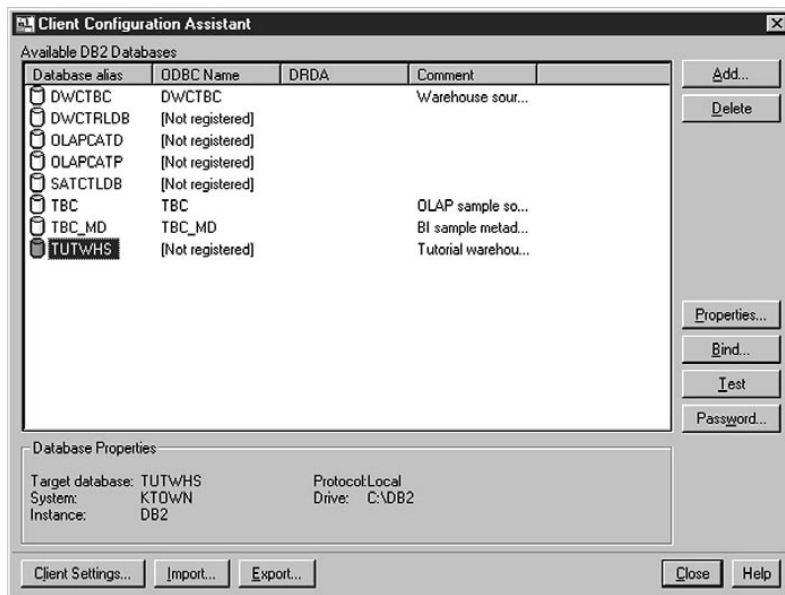 Client Configuration Assistant
Available DB2 Databases
Database alias ODBC Name DRDA Comment
DWCTBC DWCTBC Warehouse sour...
DWCTRLDB [Not registered]
OLAPCATD [Not registered]
OLAPCATP [Not registered]
SATCTLDB [Not registered]
TBC TBC OLAP sample so...
TBC_MD TBC_MD BI sample metad...
TUTWHS [Not registered] Tutorial warehou...
Add...
Delete
Properties...
Bind...
Test
Password...
Database Properties
Target database: TUTWHS Protocol:Local
System: KTOWN Drive: C:\DB2
Instance: DB2
Client Settings... Import... Export... Close Help